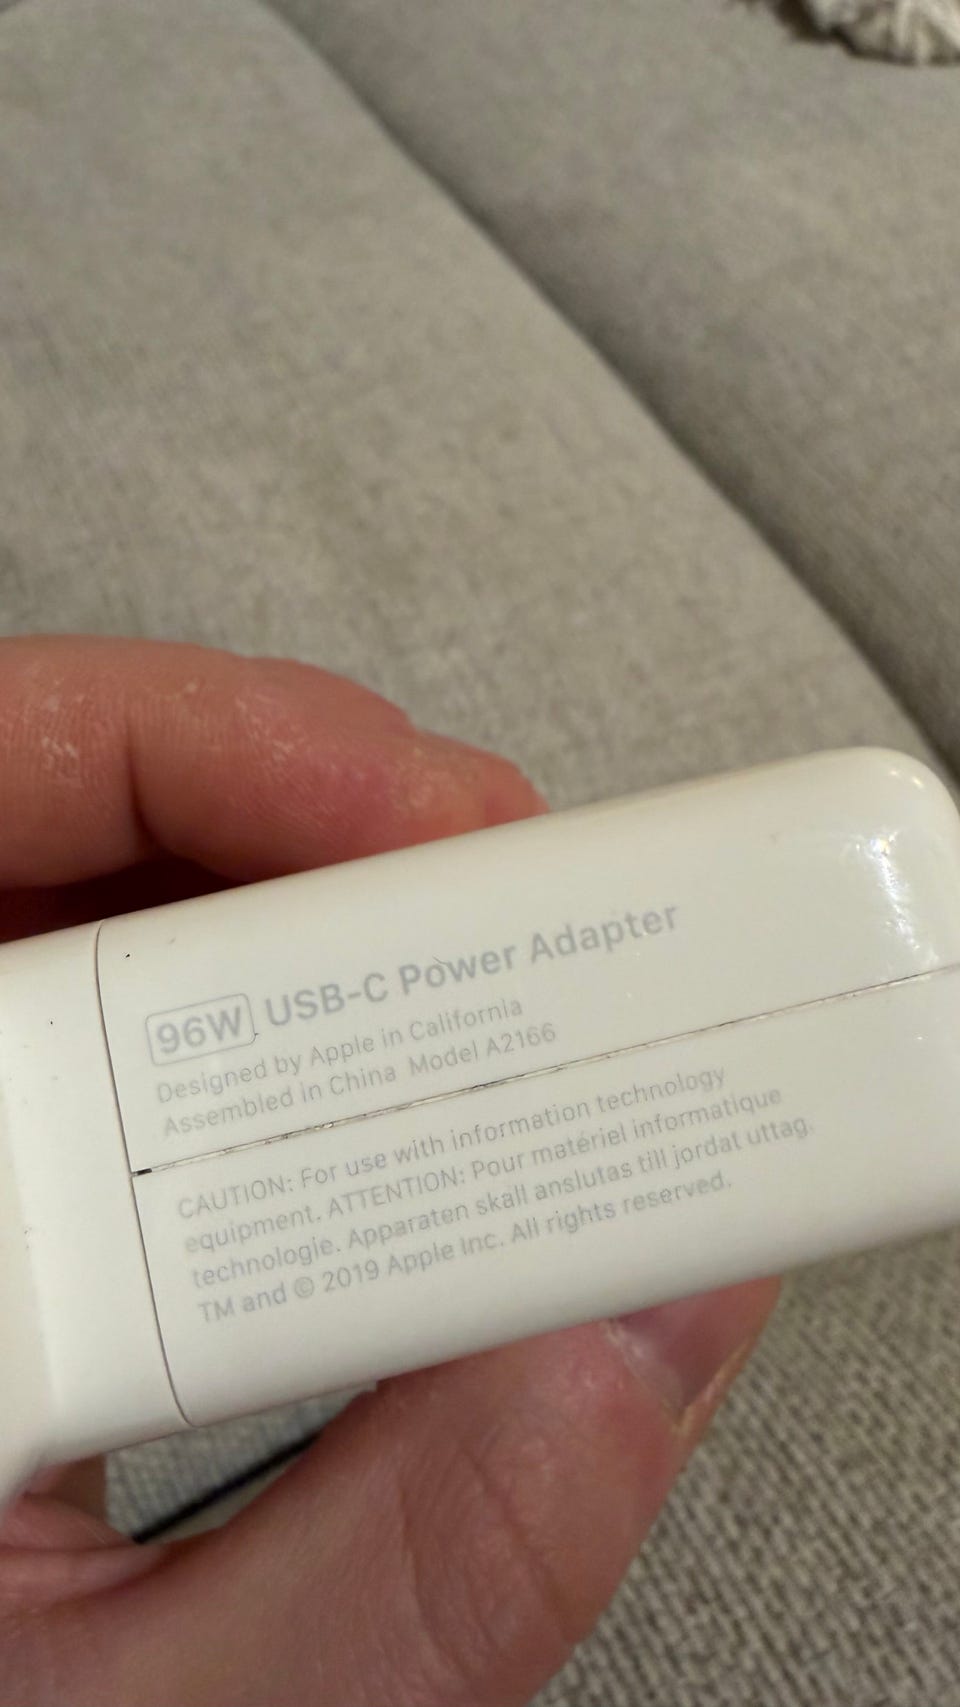 96W USB-C Power Adapter
Designed by Apple in California
Assembled in China Model A2166
CAUTION: For use with information technology
equipment. ATTENTION: Pour matériel informatique
technologie. Apparaten skall anslutas till jordat uttag.
TM and © 2019 Apple Inc. All rights reserved.